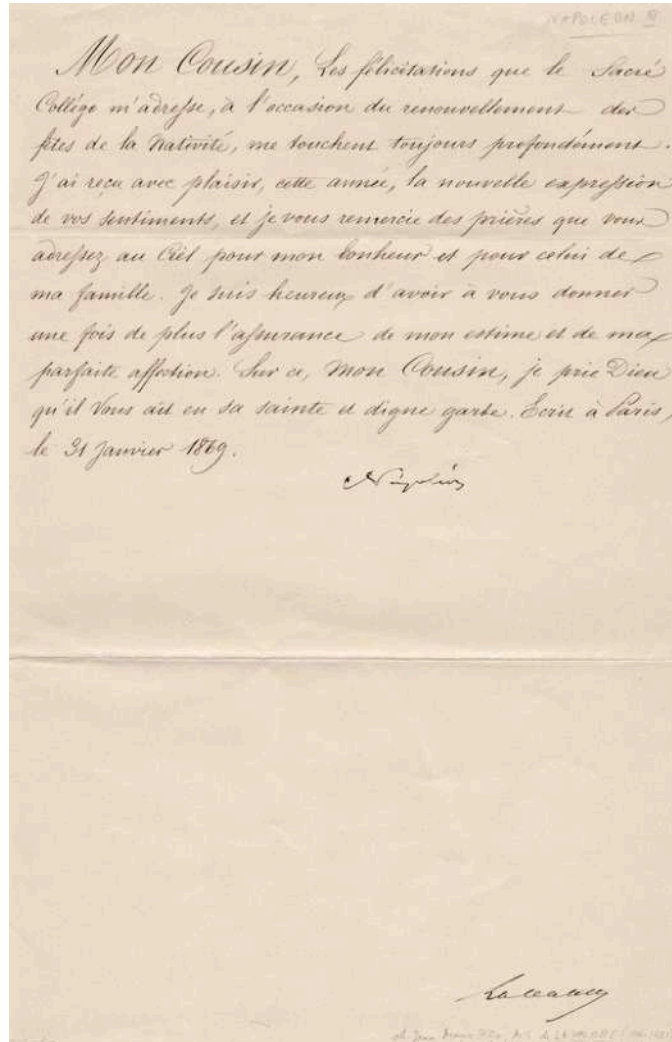 NAPOLEON III
Mon Cousin, Les félicitations que le Sacré
Collége m'adresse, à l'occasion du renouvellement des
fêtes de la Nativité, me touchent toujours profondément.
J'ai reçu avec plaisir, cette année, la nouvelle expression
de vos sentiments, et je vous remercie des prières que vous
adressez au Ciel pour mon bonheur et pour celui de
ma famille. Je suis heureux d'avoir à vous donner
une fois de plus l'assurance de mon estime et de ma
parfaite affection. Sur ce, Mon Cousin, je prie Dieu
qu'il vous ait en sa sainte et digne garde. Ecrit à Paris,
le 31 Janvier 1869.
Napoléon